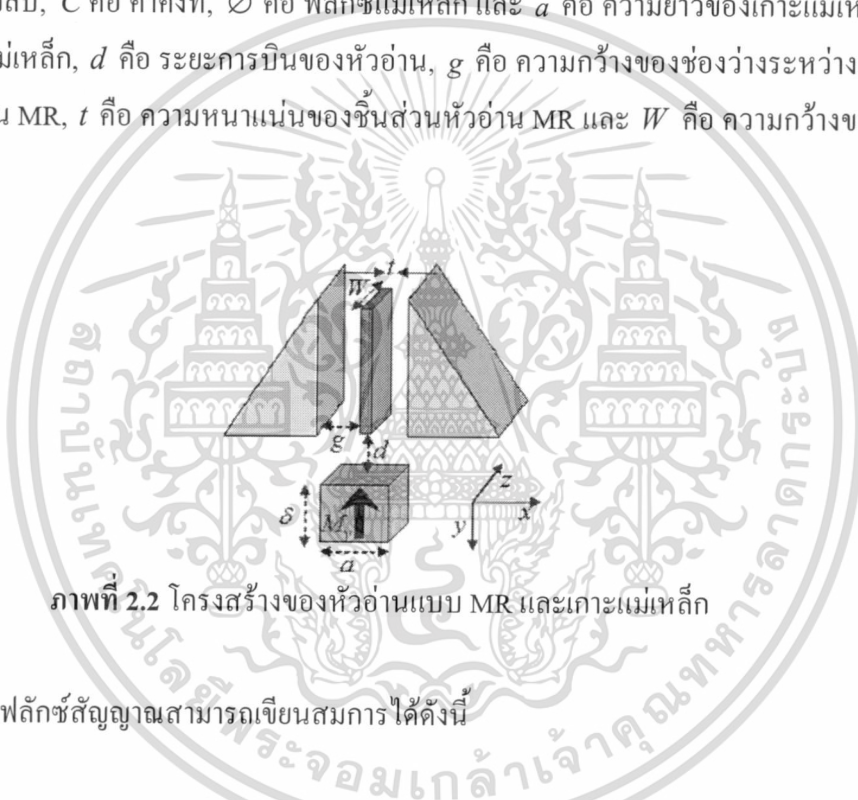 C คือ ค่าคงที่, ∅ คือ ฟลักซ์แม่เหล็ก และ a คือ ความยาวของเกาะแม่เห
ม่เหล็ก, d คือ ระยะการบินของหัวอ่าน, g คือ ความกว้างของช่องว่างระหว่าง
น MR, t คือ ความหนาแน่นของชิ้นส่วนหัวอ่าน MR และ W คือ ความกว้างข
t
W
g
d
z
δ
M
y
x
a
ภาพที่ 2.2 โครงสร้างของหัวอ่านแบบ MR และเกาะแม่เหล็ก
ฟลักซ์สัญญาณสามารถเขียนสมการได้ดังนี้
สถาบันเทคโนโลยีพระจอมเกล้าเจ้าคุณทหารลาดกระบัง